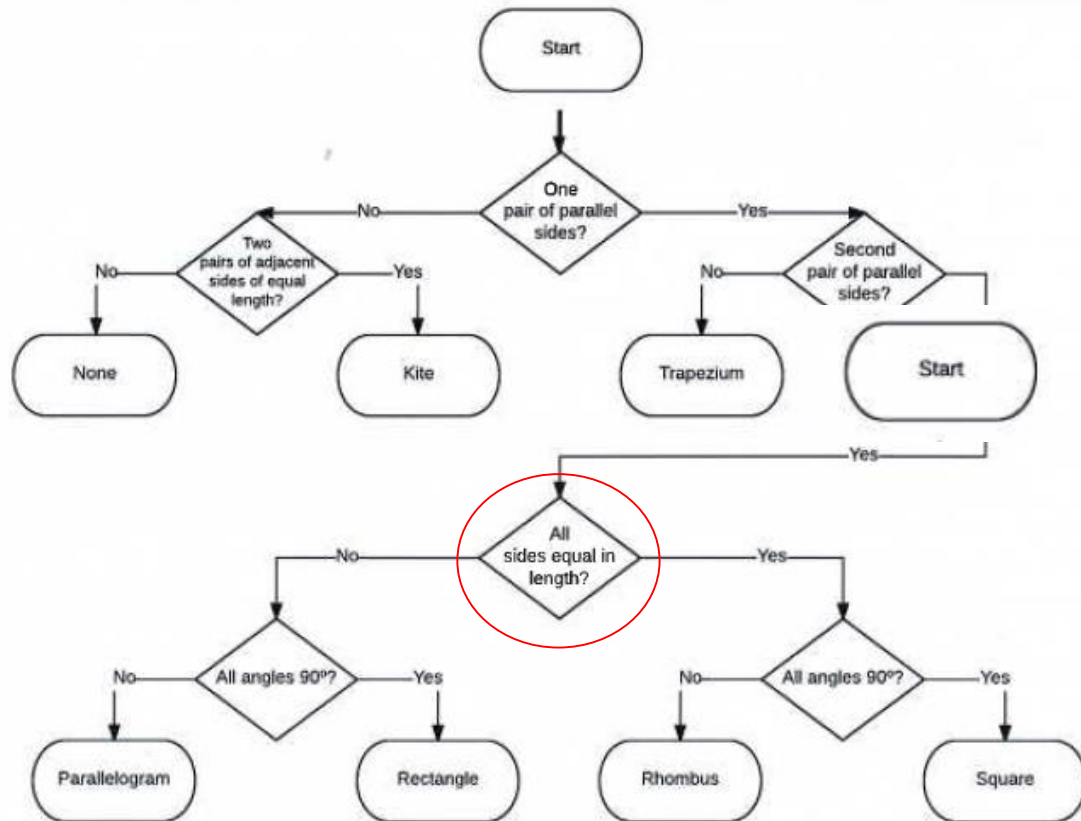 Start
One
pair of parallel
sides?
No
Yes
Two
pairs of adjacent
sides of equal
length?
Second
pair of parallel
sides?
No
Yes
No
None
Kite
Trapezium
Start
Yes
All
sides equal in
length?
No
Yes
All angles 90º?
All angles 90º?
No
Yes
No
Yes
Parallelogram
Rectangle
Rhombus
Square